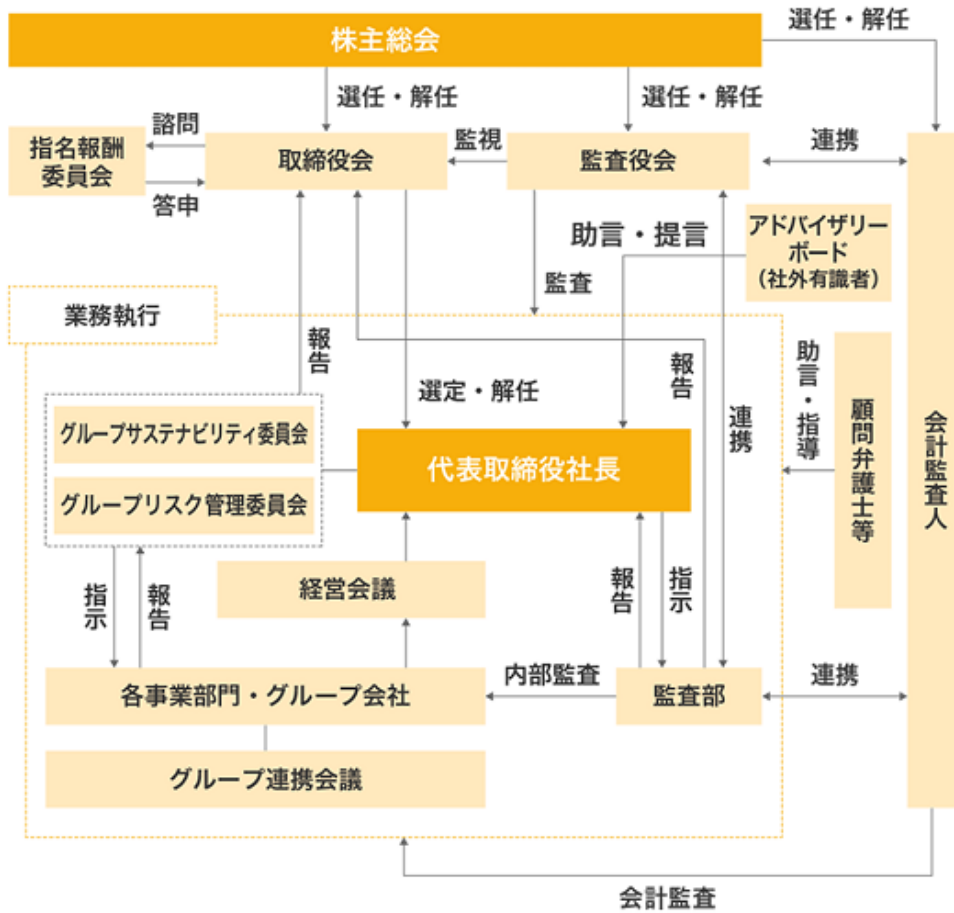 選任・解任
株主総会
選任・解任
選任・解任
諮問
指名報酬
委員会
答申
取締役会
監視
監査役会
連携
助言・提言
アドバイザリー
ボード
(社外有識者)
監査
業務執行
報告
選定・解任
報告
連携
助言・指導
顧問弁護士等
会計監査人
グループサステナビリティ委員会
グループリスク管理委員会
代表取締役社長
指示
報告
経営会議
報告
指示
各事業部門・グループ会社
内部監査
監査部
連携
グループ連携会議
会計監査